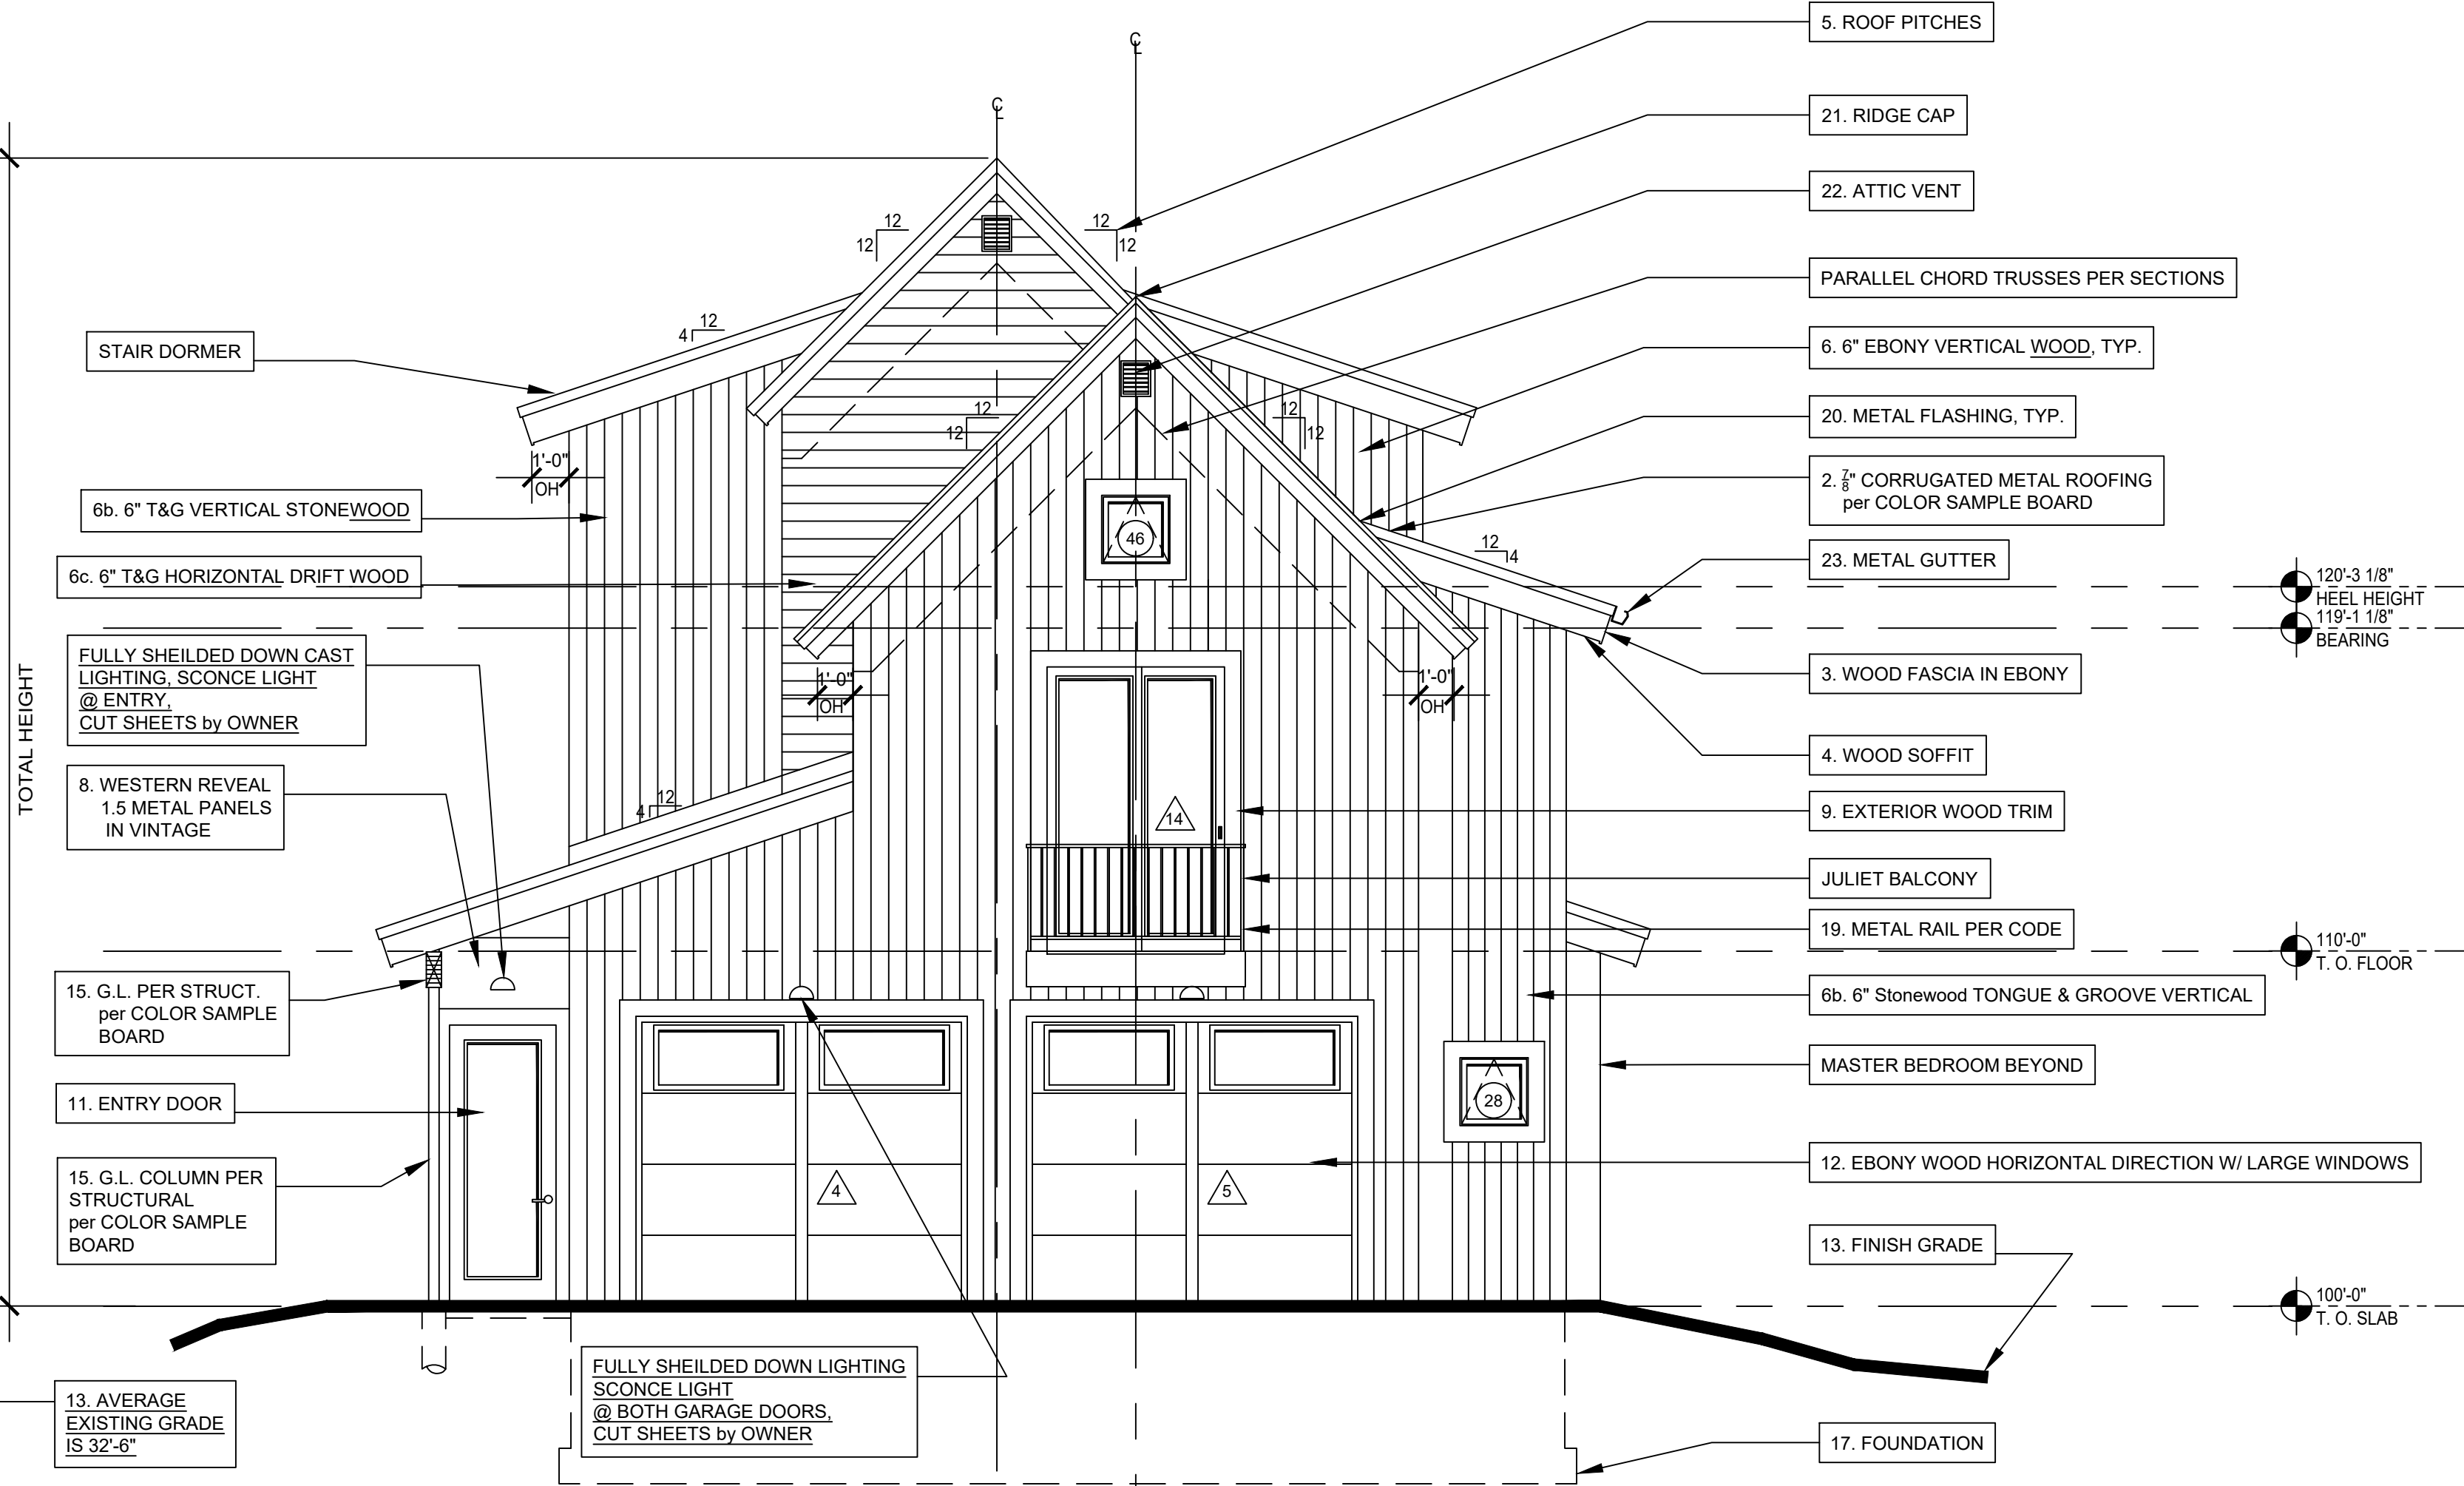 C
L
C
L
5. ROOF PITCHES
21. RIDGE CAP
22. ATTIC VENT
PARALLEL CHORD TRUSSES PER SECTIONS
6. 6" EBONY VERTICAL WOOD, TYP.
20. METAL FLASHING, TYP.
2. 7/8" CORRUGATED METAL ROOFING
per COLOR SAMPLE BOARD
23. METAL GUTTER
3. WOOD FASCIA IN EBONY
4. WOOD SOFFIT
9. EXTERIOR WOOD TRIM
JULIET BALCONY
19. METAL RAIL PER CODE
6b. 6" Stonewood TONGUE & GROOVE VERTICAL
MASTER BEDROOM BEYOND
12. EBONY WOOD HORIZONTAL DIRECTION W/ LARGE WINDOWS
13. FINISH GRADE
17. FOUNDATION
120'-3 1/8"
HEEL HEIGHT
119'-1 1/8"
BEARING
110'-0"
T. O. FLOOR
100'-0"
T. O. SLAB
STAIR DORMER
6b. 6" T&G VERTICAL STONEWOOD
6c. 6" T&G HORIZONTAL DRIFT WOOD
FULLY SHEILDED DOWN CAST
LIGHTING, SCONCE LIGHT
@ ENTRY,
CUT SHEETS by OWNER
8. WESTERN REVEAL
1.5 METAL PANELS
IN VINTAGE
15. G.L. PER STRUCT.
per COLOR SAMPLE
BOARD
11. ENTRY DOOR
15. G.L. COLUMN PER
STRUCTURAL
per COLOR SAMPLE
BOARD
13. AVERAGE
EXISTING GRADE
IS 32'-6"
TOTAL HEIGHT
FULLY SHEILDED DOWN LIGHTING
SCONCE LIGHT
@ BOTH GARAGE DOORS,
CUT SHEETS by OWNER
12
12
12
12
12
4
12
12
12
12
12
4
12
4
1'-0"
OH
1'-0"
OH
1'-0"
OH
46
14
28
4
5